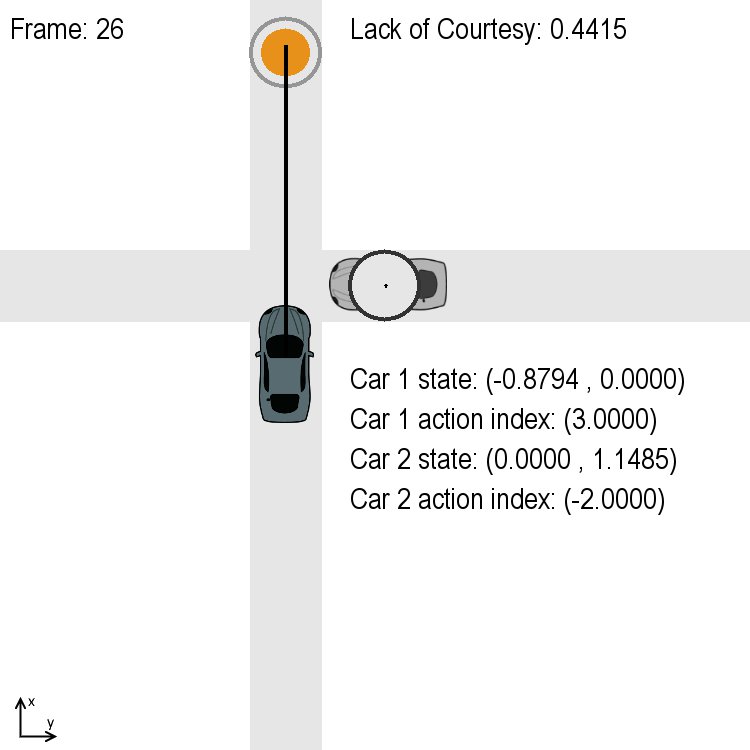 Frame: 26
Lack of Courtesy: 0.4415
Car 1 state: (-0.8794 , 0.0000)
Car 1 action index: (3.0000)
Car 2 state: (0.0000 , 1.1485)
Car 2 action index: (-2.0000)
x
y